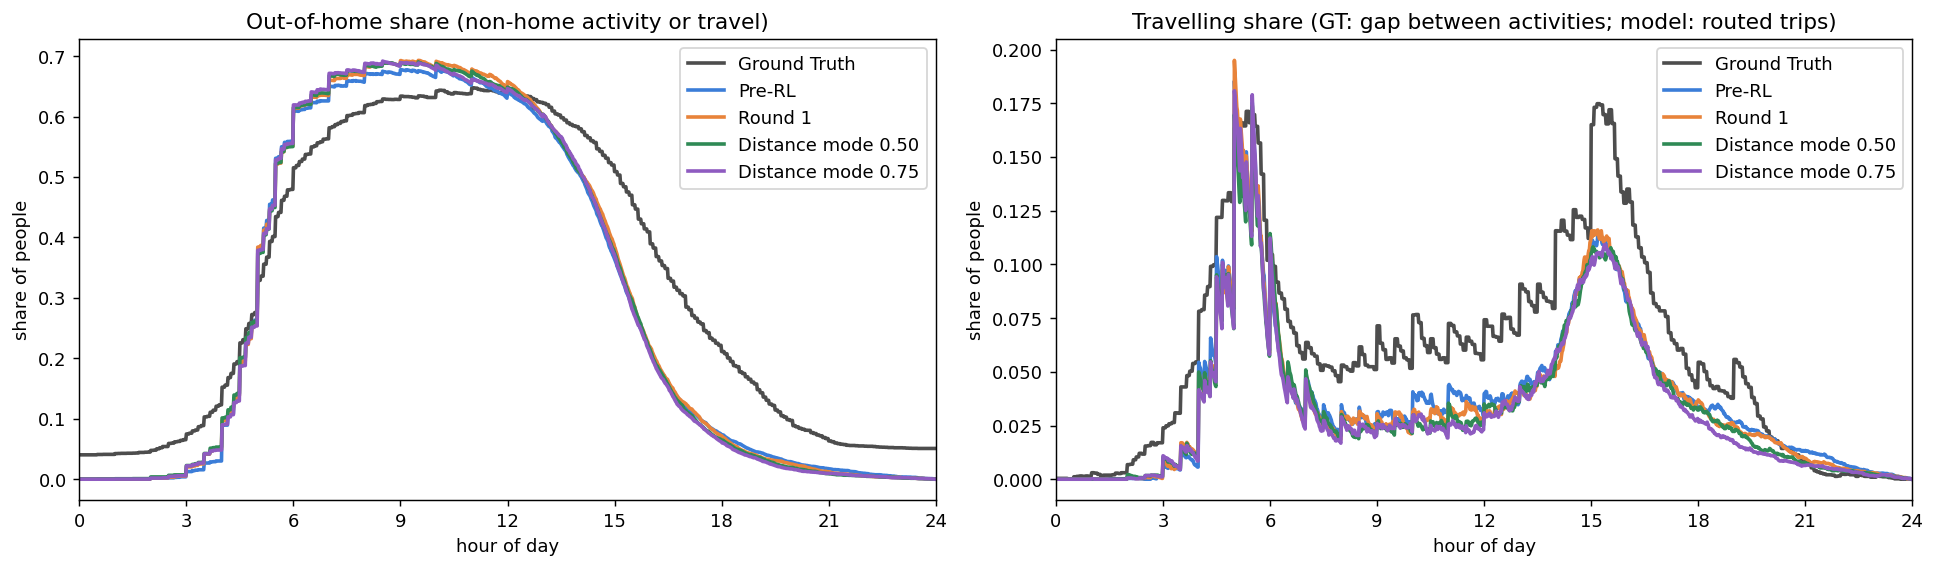 Out-of-home share (non-home activity or travel)
share of people
0.7
0.6
0.5
0.4
0.3
0.2
0.1
0.0
Ground Truth
Pre-RL
Round 1
Distance mode 0.50
Distance mode 0.75
0 3 6 9 12 15 18 21 24
hour of day
Travelling share (GT: gap between activities; model: routed trips)
share of people
0.200
0.175
0.150
0.125
0.100
0.075
0.050
0.025
0.000
Ground Truth
Pre-RL
Round 1
Distance mode 0.50
Distance mode 0.75
0 3 6 9 12 15 18 21 24
hour of day